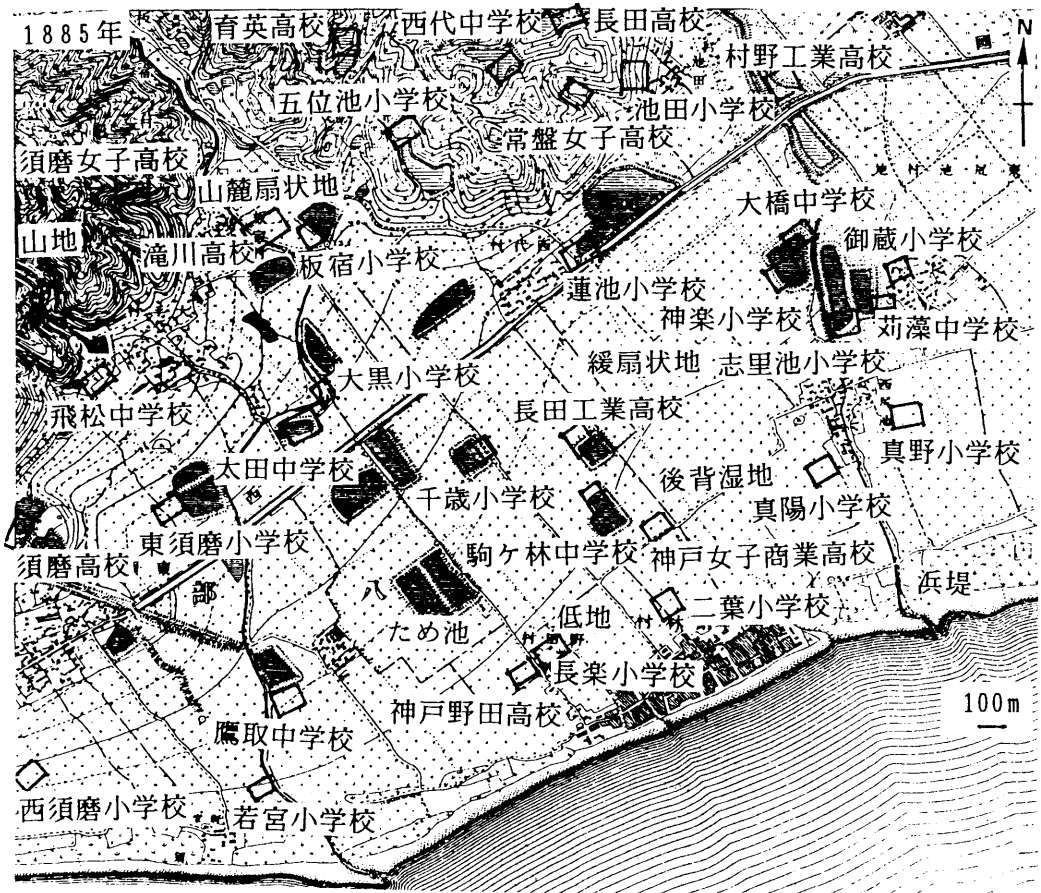 1885年
育英高校
西代中学校
長田高校
N
村野工業高校
五位池小学校
池田
池田小学校
常盤女子高校
須磨女子高校
山麓扇状地
大橋中学校
山地
滝川高校
板宿小学校
御蔵小学校
蓮池小学校
神楽小学校
苅藻中学校
緩扇状地
志里池小学校
大黒小学校
飛松中学校
長田工業高校
真野小学校
太田中学校
千歳小学校
後背湿地
真陽小学校
東須磨小学校
須磨高校
駒ケ林中学校
神戸女子商業高校
部
八
浜堤
低地
二葉小学校
ため池
長楽小学校
神戸野田高校
100m
鷹取中学校
西須磨小学校
若宮小学校